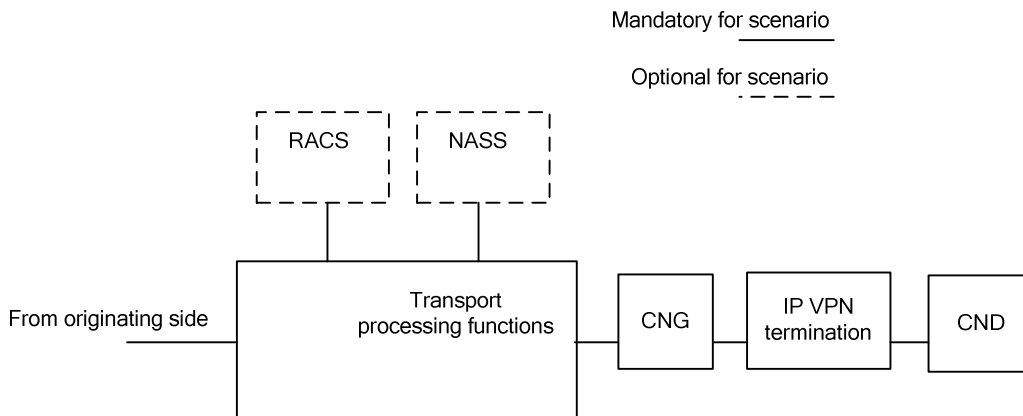 Mandatory for scenario
Optional for scenario
RACS
NASS
From originating side
Transport
processing functions
CNG
IP VPN
termination
CND